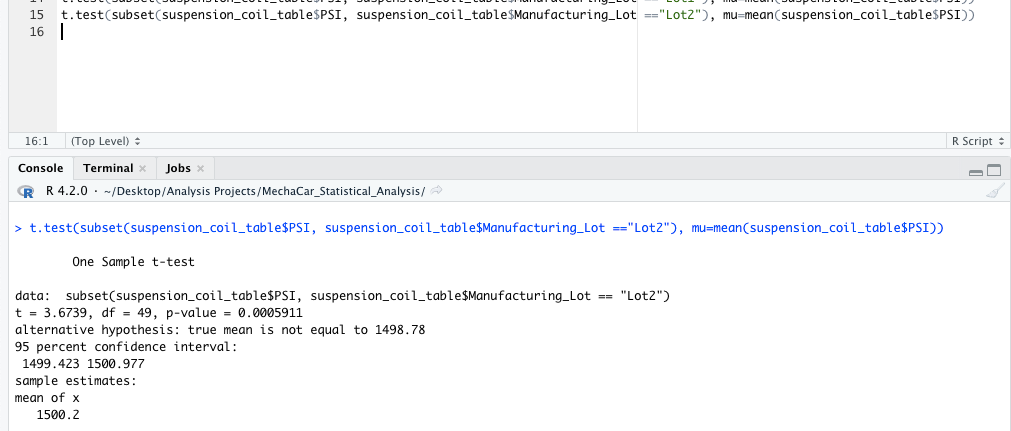 15 t.test(subset(suspension_coil_table$PSI, suspension_coil_table$Manufacturing_Lot =="Lot2"), mu=mean(suspension_coil_table$PSI))
16
16:1 (Top Level) R Script
Console Terminal Jobs
R 4.2.0 · ~/Desktop/Analysis Projects/MechaCar_Statistical_Analysis/
> t.test(subset(suspension_coil_table$PSI, suspension_coil_table$Manufacturing_Lot =="Lot2"), mu=mean(suspension_coil_table$PSI))
One Sample t-test
data:  subset(suspension_coil_table$PSI, suspension_coil_table$Manufacturing_Lot == "Lot2")
t = 3.6739, df = 49, p-value = 0.0005911
alternative hypothesis: true mean is not equal to 1498.78
95 percent confidence interval:
1499.423 1500.977
sample estimates:
mean of x
1500.2